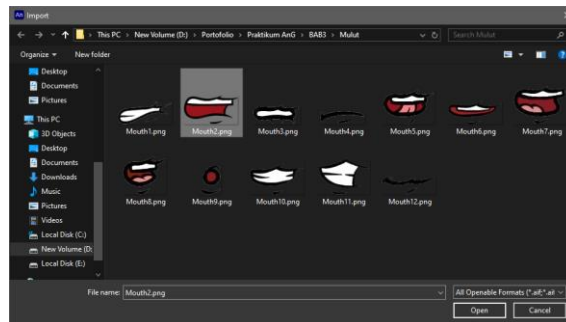 An Import
This PC > New Volume (D:) > Portofolio > Praktikum AnG > BAB3 > Mulut
Search Mulut
Organize
New folder
Desktop
Documents
Pictures
This PC
3D Objects
Desktop
Documents
Downloads
Music
Pictures
Videos
Local Disk (C:)
New Volume (D:
Local Disk (E:)
Mouth1.png Mouth2.png Mouth3.png Mouth4.png Mouth5.png Mouth6.png Mouth7.png
Mouth8.png Mouth9.png Mouth10.png Mouth11.png Mouth12.png
File name: Mouth2.png
All Openable Formats (*.aif;*.aif
Open Cancel